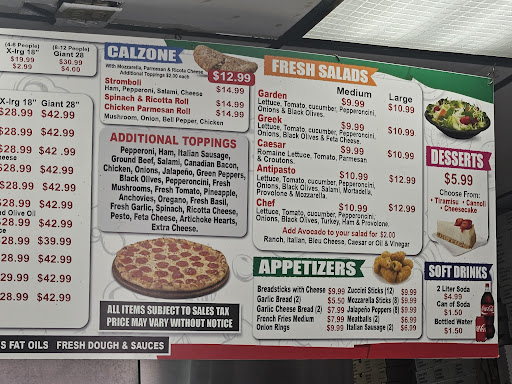 (4-6 People) (8-12 People)
X-lrg 18" Giant 28"
$19.99 $30.99
$2.99 $4.00
X-lrg 18" Giant 28"
$28.99 $42.99
$28.99 $42.99
$28.99 $42.99
$28.99 $42.99
$28.99 $42.99
$28.99 $42.99
nd Olive Oil
$28.99 $42.99
28.99 $39.99
28.99 $42.99
28.99 $42.99
28.99 $42.99
S FAT OILS FRESH DOUGH & SAUCES
CALZONE
With Mozzarella, Parmesan & Ricota Cheese
Additional Toppings $2.00 each
$12.99
Stromboli $14.99
Ham, Pepperoni, Salami, Cheese
Spinach & Ricotta Roll $14.99
Chicken Parmesan Roll $14.99
Mushroom, Onion, Bell Pepper, Chicken
ADDITIONAL TOPPINGS
Pepperoni, Ham, Italian Sausage,
Ground Beef, Salami, Canadian Bacon,
Chicken, Onions, Jalapeño, Green Peppers,
Black Olives, Pepperoncini, Fresh
Mushrooms, Fresh Tomato, Pineapple,
Anchovies, Oregano, Fresh Basil,
Fresh Garlic, Spinach, Ricotta Cheese,
Pesto, Feta Cheese, Artichoke Hearts,
Extra Cheese.
ALL ITEMS SUBJECT TO SALES TAX
PRICE MAY VARY WITHOUT NOTICE
FRESH SALADS
Medium Large
Garden $9.99 $10.99
Lettuce, Tomato, cucumber, Pepperoncini,
Onions & Black Olives.
Greek $9.99 $10.99
Lettuce, Tomato, cucumber, Pepperoncini,
Onions, Black Olives & Feta Cheese.
Caesar $9.99 $10.99
Romaine Lettuce, Tomato, Parmesan
& Croutons.
Antipasto $10.99 $12.99
Lettuce, Tomato, cucumber, Pepperoncini,
Onions, Black Olives, Salami, Mortadella,
Provolone & Mozzarella.
Chef $10.99 $12.99
Lettuce, Tomato, cucumber, Pepperoncini,
Onions, Black Olives, Turkey, Ham & Provolone.
Add Avocado to your salad for $2.00
Ranch, Italian, Bleu Cheese, Caesar or Oil & Vinegar
APPETIZERS
Breadsticks with Cheese $9.99 Zuccini Sticks (12) $9.99
Garlic Bread (2) $5.50 Mozzarella Sticks (8) $9.99
Garlic Cheese Bread (2) $7.99 Jalapeño Poppers (8) $9.99
French Fries Medium $7.99 Meatballs (2) $6.99
Onion Rings $9.99 Italian Sausage (2) $6.99
DESSERTS
$5.99
Choose From:
Tiramisu • Cannoli
• Cheesecake
SOFT DRINKS
2 Liter Soda
$4.99
Can of Soda
$1.50
Bottled Water
$1.50